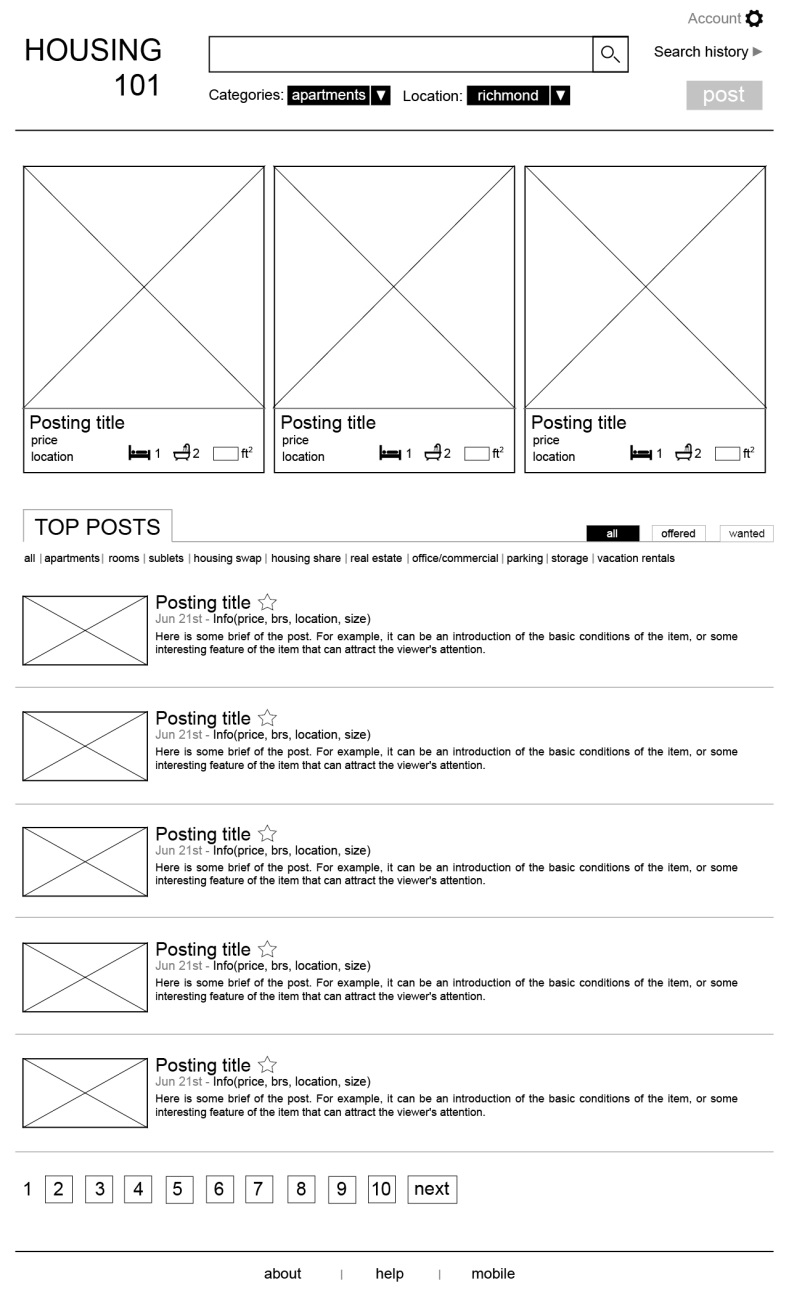 Account
HOUSING
101
Search history
Categories: apartments Location: richmond
post
Posting title
price
location 1 2 ft²
Posting title
price
location 1 2 ft²
Posting title
price
location 1 2 ft²
TOP POSTS
all offered wanted
all | apartments | rooms | sublets | housing swap | housing share | real estate | office/commercial | parking | storage | vacation rentals
Posting title
Jun 21st - Info(price, brs, location, size)
Here is some brief of the post. For example, it can be an introduction of the basic conditions of the item, or some
interesting feature of the item that can attract the viewer's attention.
Posting title
Jun 21st - Info(price, brs, location, size)
Here is some brief of the post. For example, it can be an introduction of the basic conditions of the item, or some
interesting feature of the item that can attract the viewer's attention.
Posting title
Jun 21st - Info(price, brs, location, size)
Here is some brief of the post. For example, it can be an introduction of the basic conditions of the item, or some
interesting feature of the item that can attract the viewer's attention.
Posting title
Jun 21st - Info(price, brs, location, size)
Here is some brief of the post. For example, it can be an introduction of the basic conditions of the item, or some
interesting feature of the item that can attract the viewer's attention.
Posting title
Jun 21st - Info(price, brs, location, size)
Here is some brief of the post. For example, it can be an introduction of the basic conditions of the item, or some
interesting feature of the item that can attract the viewer's attention.
1 2 3 4 5 6 7 8 9 10 next
about | help | mobile